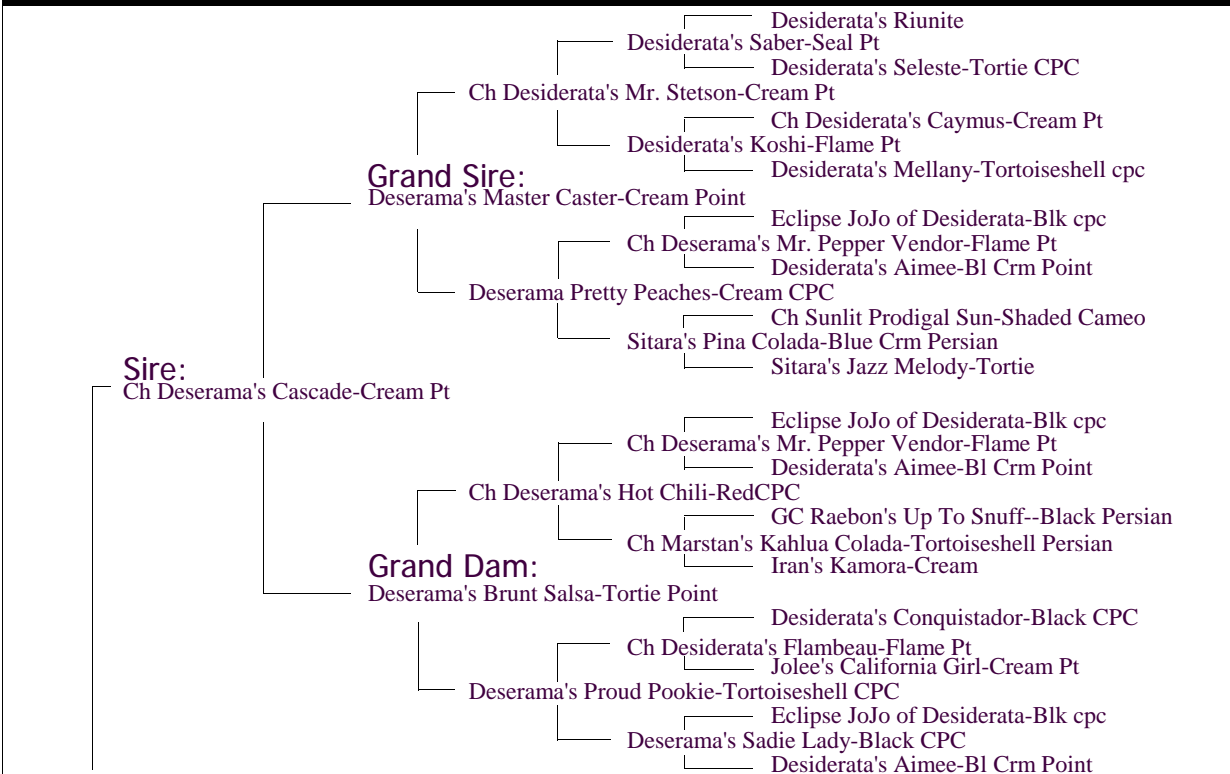 Desiderata's Riunite
Desiderata's Saber-Seal Pt
Desiderata's Seleste-Tortie CPC
Ch Desiderata's Mr. Stetson-Cream Pt
Ch Desiderata's Caymus-Cream Pt
Desiderata's Koshi-Flame Pt
Desiderata's Mellany-Tortoiseshell cpc
Grand Sire:
Deserama's Master Caster-Cream Point
Eclipse JoJo of Desiderata-Blk cpc
Ch Deserama's Mr. Pepper Vendor-Flame Pt
Desiderata's Aimee-Bl Crm Point
Deserama Pretty Peaches-Cream CPC
Ch Sunlit Prodigal Sun-Shaded Cameo
Sitara's Pina Colada-Blue Crm Persian
Sitara's Jazz Melody-Tortie
Sire:
Ch Deserama's Cascade-Cream Pt
Eclipse JoJo of Desiderata-Blk cpc
Ch Deserama's Mr. Pepper Vendor-Flame Pt
Desiderata's Aimee-Bl Crm Point
Ch Deserama's Hot Chili-RedCPC
GC Raebon's Up To Snuff--Black Persian
Ch Marstan's Kahlua Colada-Tortoiseshell Persian
Iran's Kamora-Cream
Grand Dam:
Deserama's Brunt Salsa-Tortie Point
Desiderata's Conquistador-Black CPC
Ch Desiderata's Flambeau-Flame Pt
Jolee's California Girl-Cream Pt
Deserama's Proud Pookie-Tortoiseshell CPC
Eclipse JoJo of Desiderata-Blk cpc
Deserama's Sadie Lady-Black CPC
Desiderata's Aimee-Bl Crm Point